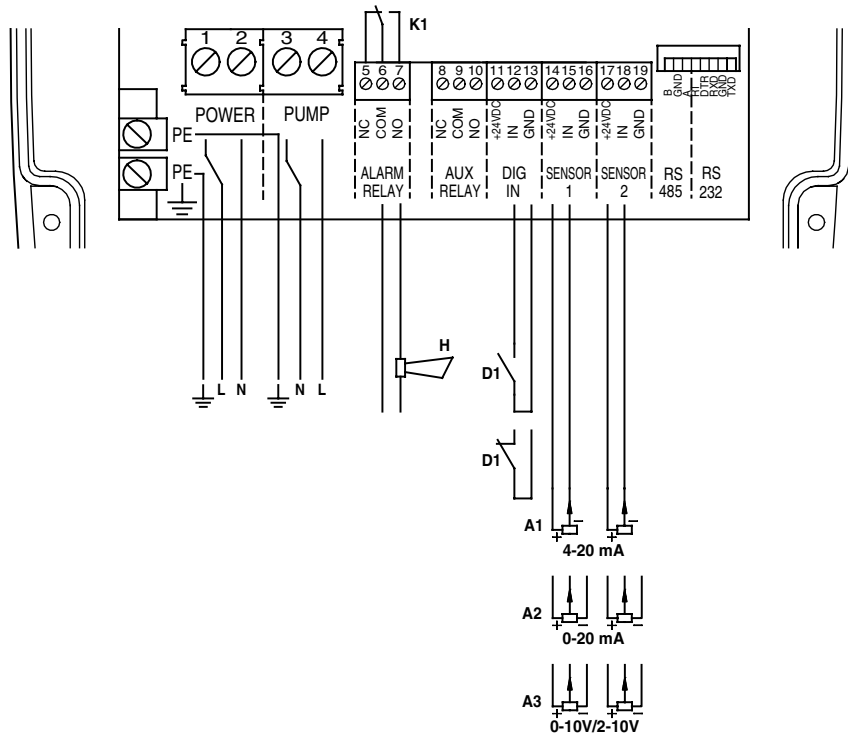 K1
1 2 3 4
5 6 7 8 9 10 11 12 13 14 15 16 17 18 19
NC COM NO NC COM NO +24VDC IN GND +24VDC IN GND +24VDC IN GND
B GND A RI DTR RXD GND TXD
POWER PUMP
PE
PE
ALARM RELAY
AUX RELAY
DIG IN
SENSOR 1
SENSOR 2
RS 485
RS 232
H
L N N L
D1
D1
A1
+ - + -
4-20 mA
A2
+ - + -
0-20 mA
A3
+ - + -
0-10V/2-10V